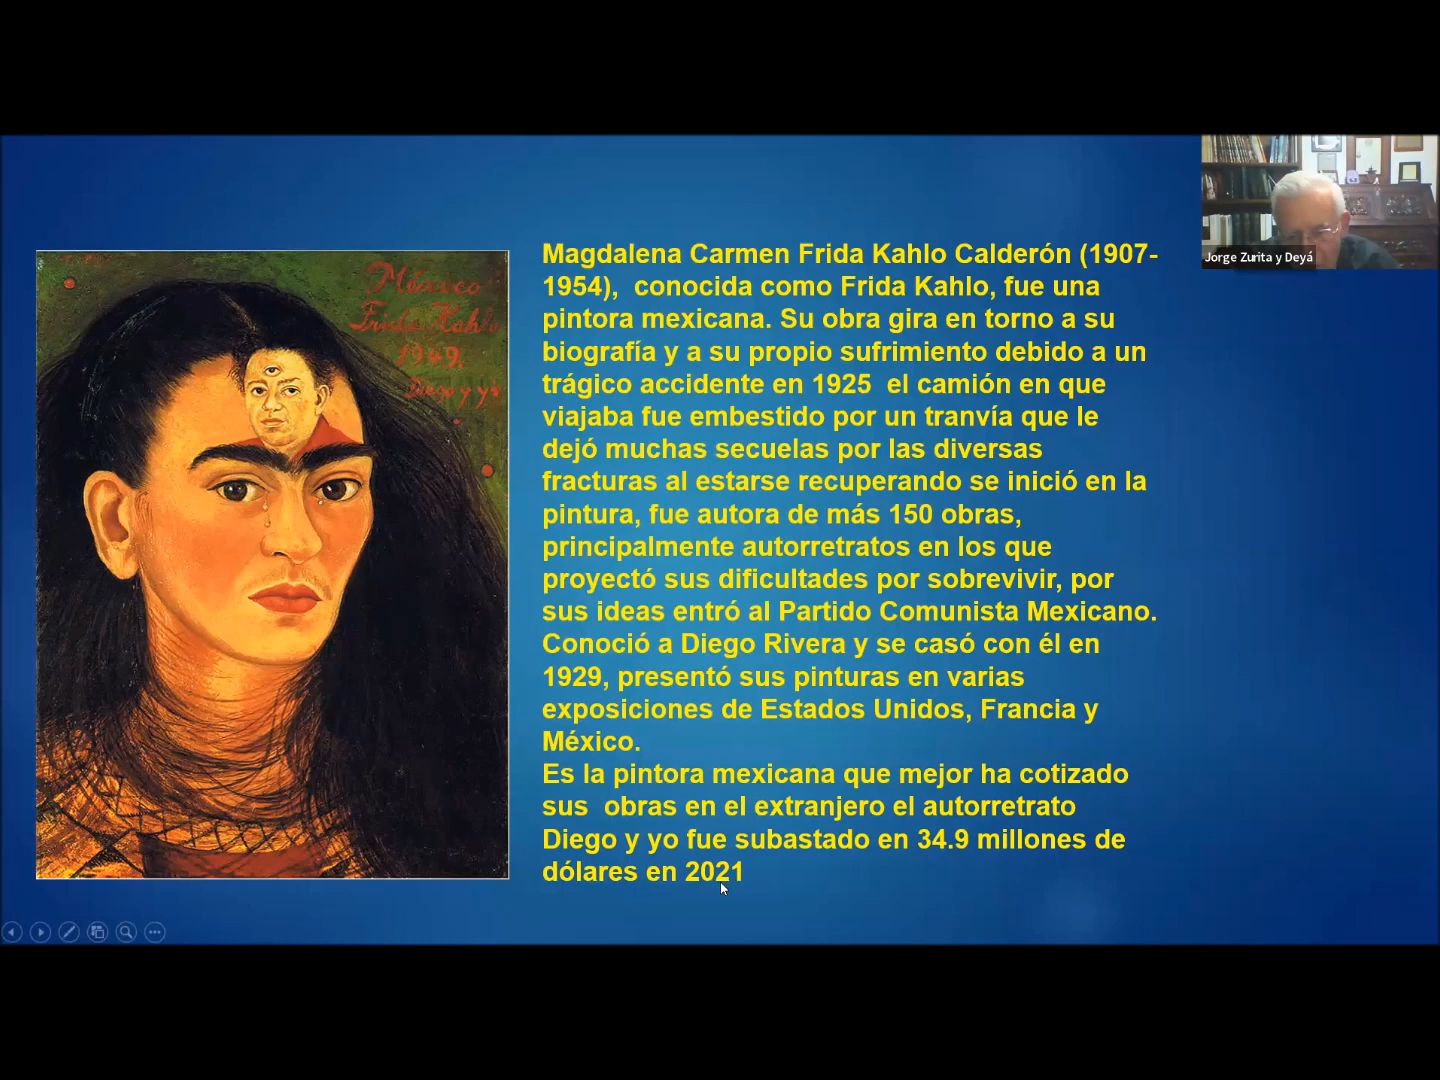 Magdalena Carmen Frida Kahlo Calderón (1907-
1954),  conocida como Frida Kahlo, fue una
pintora mexicana. Su obra gira en torno a su
biografía y a su propio sufrimiento debido a un
trágico accidente en 1925  el camión en que
viajaba fue embestido por un tranvía que le
dejó muchas secuelas por las diversas
fracturas al estarse recuperando se inició en la
pintura, fue autora de más 150 obras,
principalmente autorretratos en los que
proyectó sus dificultades por sobrevivir, por
sus ideas entró al Partido Comunista Mexicano.
Conoció a Diego Rivera y se casó con él en
1929, presentó sus pinturas en varias
exposiciones de Estados Unidos, Francia y
México.
Es la pintora mexicana que mejor ha cotizado
sus  obras en el extranjero el autorretrato
Diego y yo fue subastado en 34.9 millones de
dólares en 2021
México
Frida Kahlo
1949.
Diego y yo
Jorge Zurita y Deyá